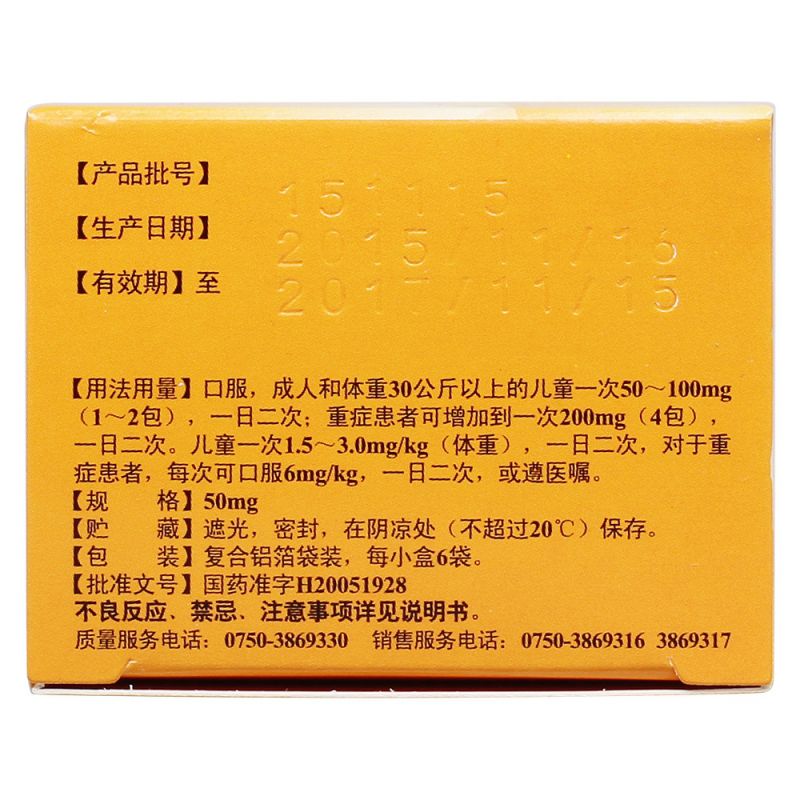 【产品批号】 151115
【生产日期】 2015/11/16
【有效期】至 2017/11/15
【用法用量】口服，成人和体重30公斤以上的儿童一次50～100mg
（1～2包），一日二次；重症患者可增加到一次200mg（4包），
一日二次。儿童一次1.5～3.0mg/kg（体重），一日二次，对于重
症患者，每次可口服6mg/kg，一日二次，或遵医嘱。
【规 格】50mg
【贮 藏】遮光，密封，在阴凉处（不超过20℃）保存。
【包 装】复合铝箔袋装，每小盒6袋。
【批准文号】国药准字H20051928
不良反应、禁忌、注意事项详见说明书。
质量服务电话：0750-3869330 销售服务电话：0750-3869316 3869317